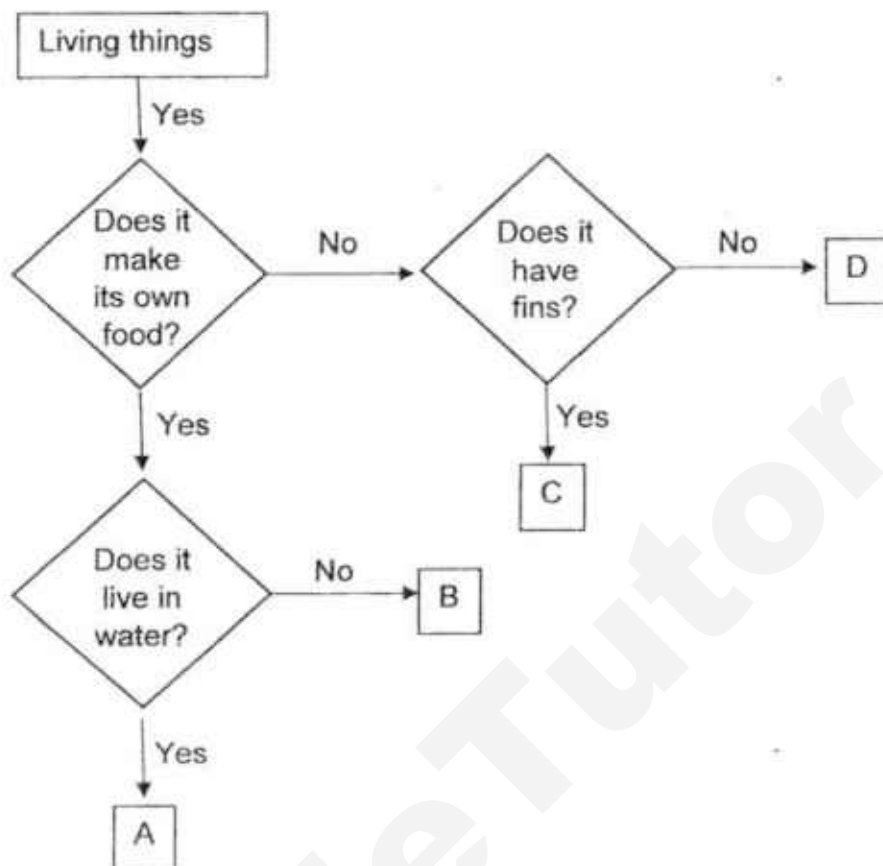 Living things
Yes
Does it
make
its own
food?
No
Does it
have
fins?
No
D
Yes
Yes
C
Does it
live in
water?
No
B
Yes
A
eTutor